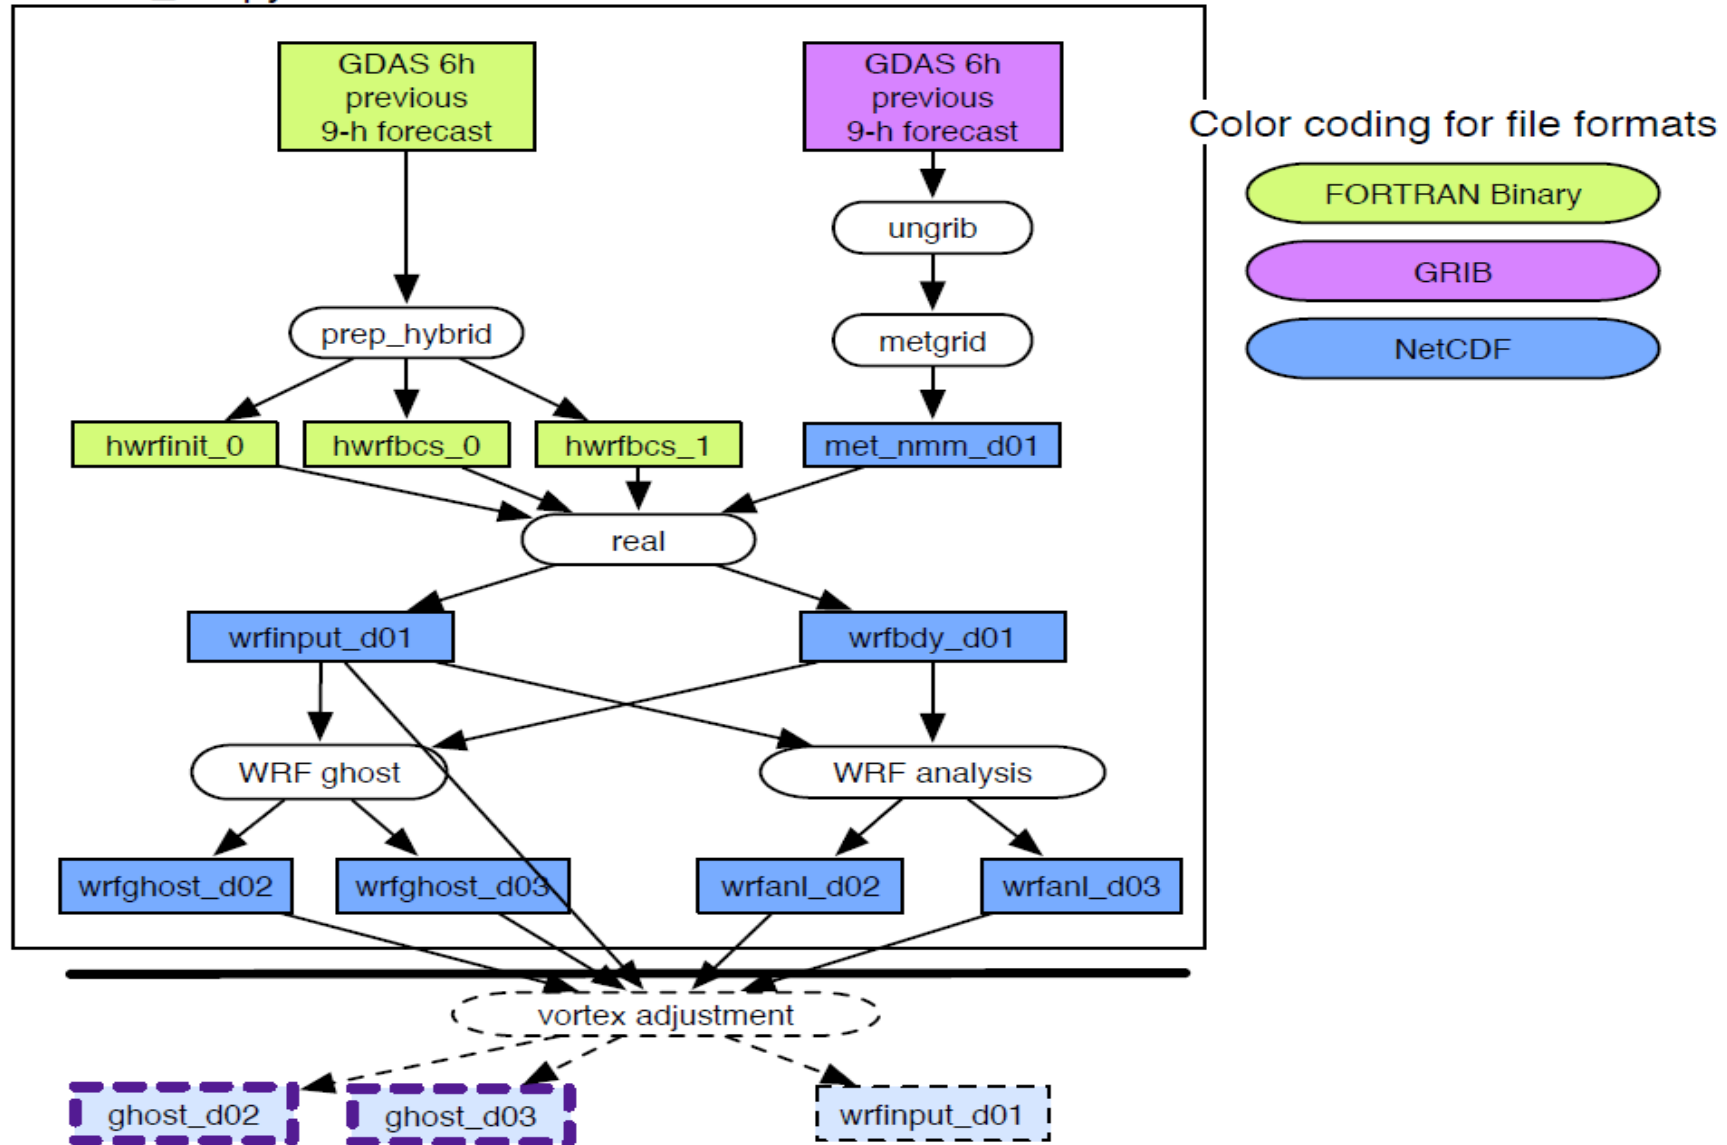 GDAS 6h
previous
9-h forecast
GDAS 6h
previous
9-h forecast
Color coding for file formats
FORTRAN Binary
GRIB
NetCDF
ungrib
prep_hybrid
metgrid
hwrfinit_0
hwrfbcs_0
hwrfbcs_1
met_nmm_d01
real
wrfinput_d01
wrfbdy_d01
WRF ghost
WRF analysis
wrfghost_d02
wrfghost_d03
wrfanl_d02
wrfanl_d03
vortex adjustment
ghost_d02
ghost_d03
wrfinput_d01